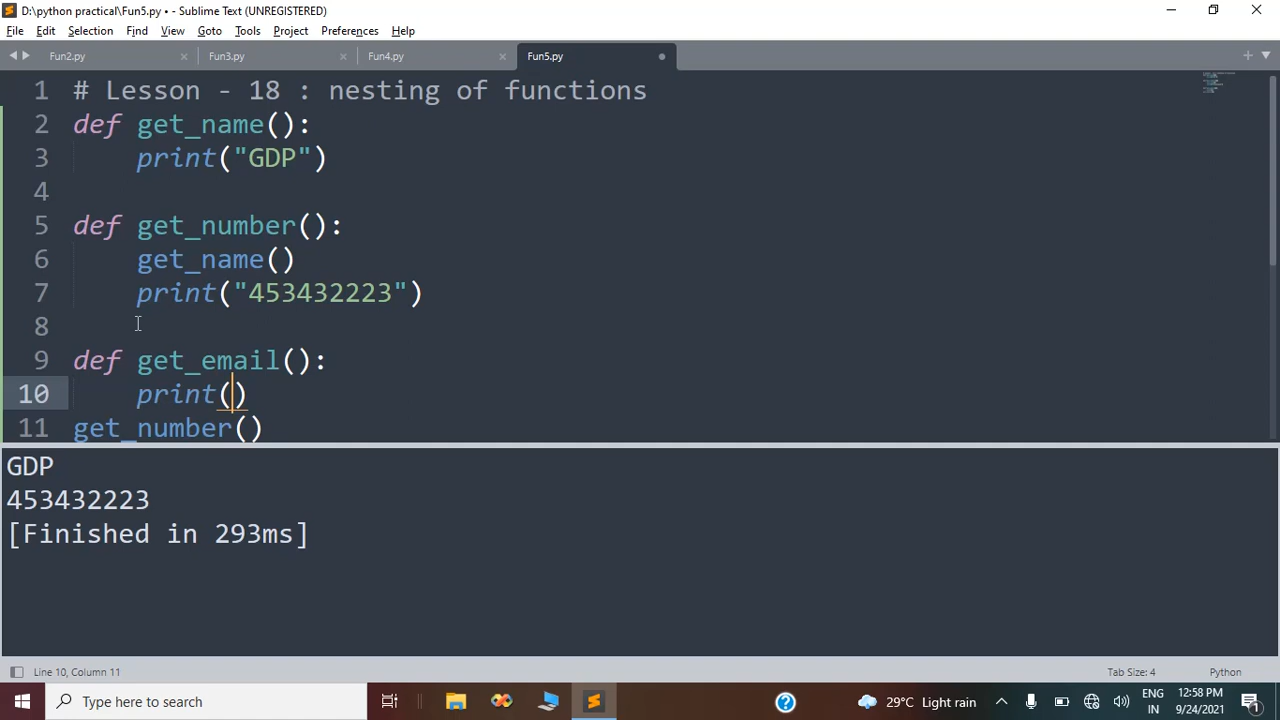 D:\python practical\Fun5.py • - Sublime Text (UNREGISTERED)
File Edit Selection Find View Goto Tools Project Preferences Help
Fun2.py Fun3.py Fun4.py Fun5.py
1 # Lesson - 18 : nesting of functions
2 def get_name():
3 print("GDP")
4
5 def get_number():
6 get_name()
7 print("453432223")
8
9 def get_email():
10 print()
11 get_number()
GDP
453432223
[Finished in 293ms]
Line 10, Column 11 Tab Size: 4 Python
Type here to search 29°C Light rain ENG IN 12:58 PM 9/24/2021 1